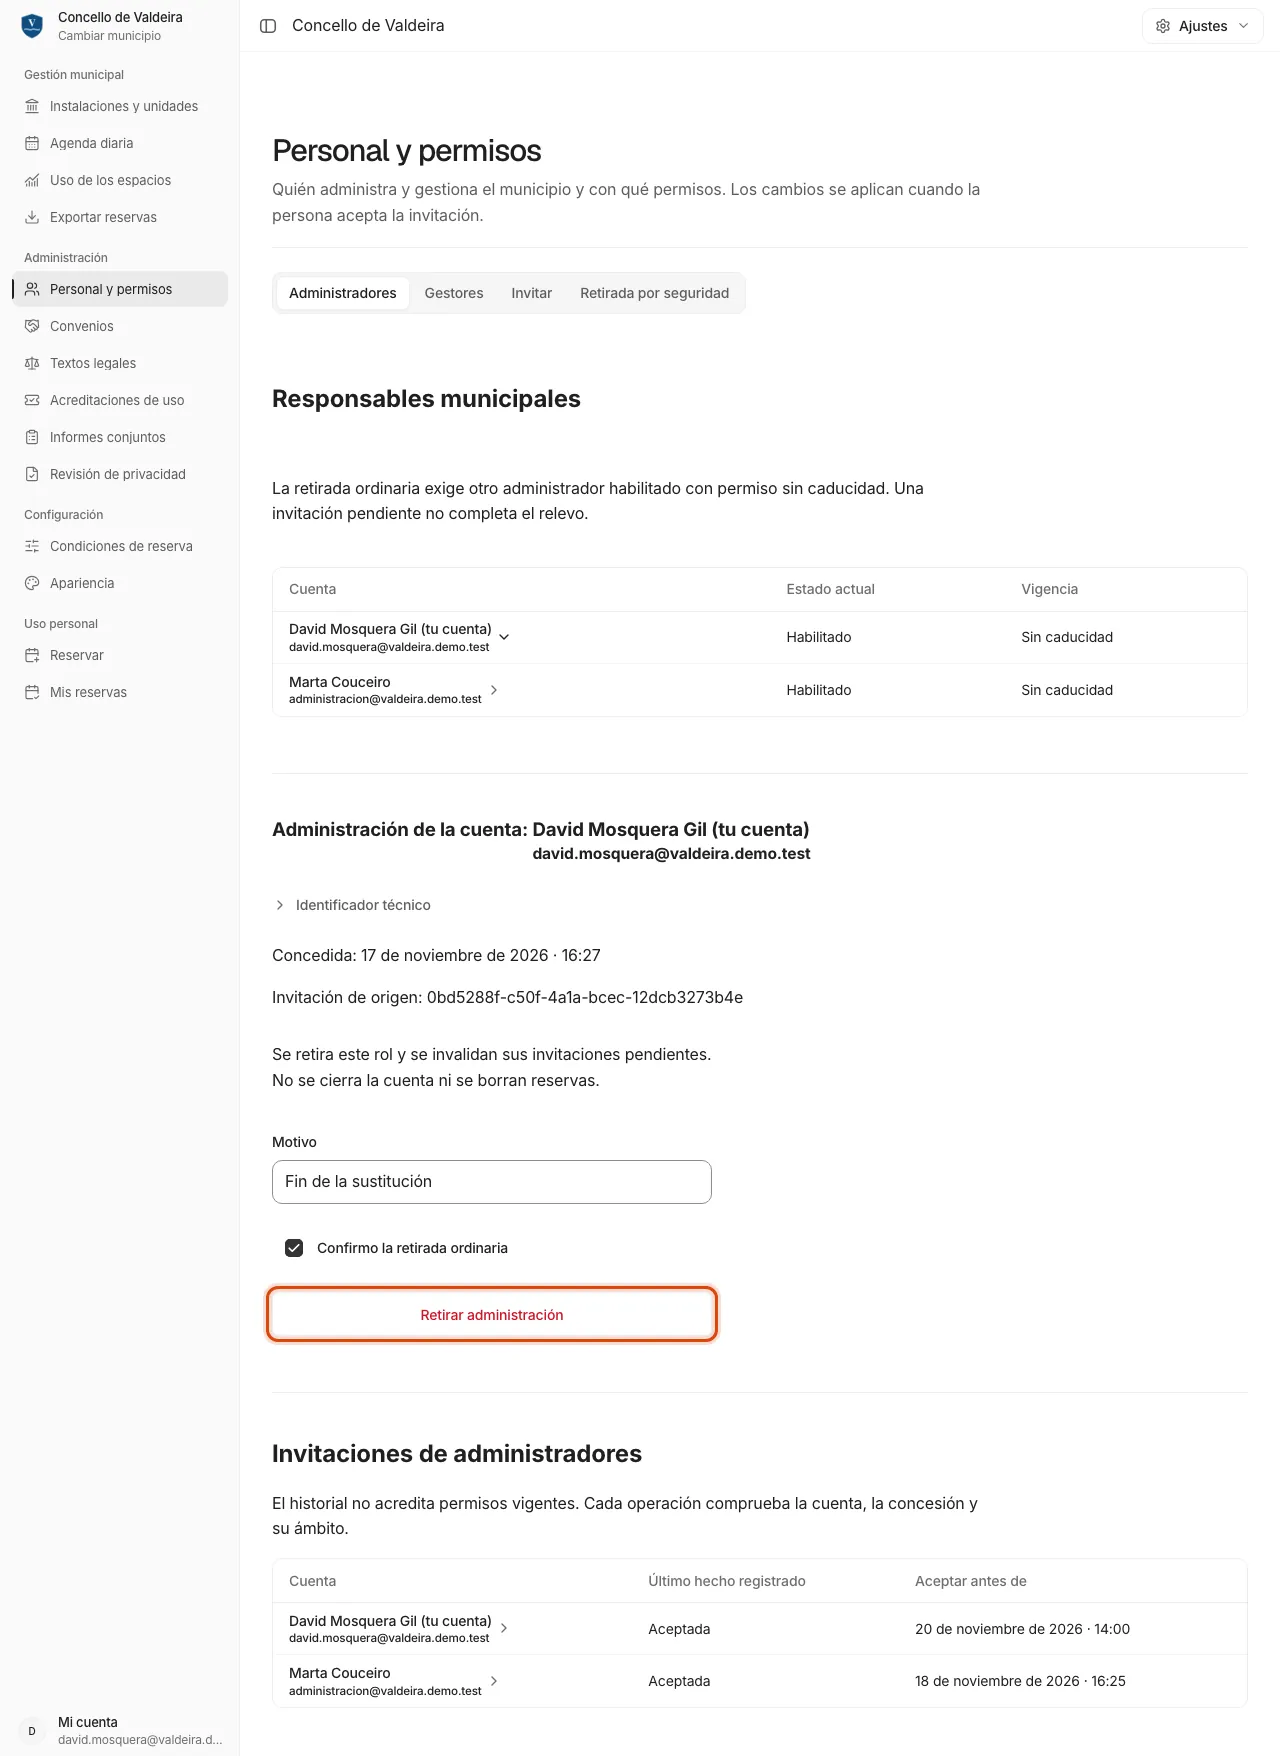 Concello de Valdeira
Cambiar municipio
Gestión municipal
Instalaciones y unidades
Agenda diaria
Uso de los espacios
Exportar reservas
Administración
Personal y permisos
Convenios
Textos legales
Acreditaciones de uso
Informes conjuntos
Revisión de privacidad
Configuración
Condiciones de reserva
Apariencia
Uso personal
Reservar
Mis reservas
D
Mi cuenta
david.mosquera@valdeira.d...
Concello de Valdeira
Ajustes
Personal y permisos
Quién administra y gestiona el municipio y con qué permisos. Los cambios se aplican cuando la
persona acepta la invitación.
Administradores Gestores Invitar Retirada por seguridad
Responsables municipales
La retirada ordinaria exige otro administrador habilitado con permiso sin caducidad. Una
invitación pendiente no completa el relevo.
Cuenta Estado actual Vigencia
David Mosquera Gil (tu cuenta)
david.mosquera@valdeira.demo.test
Habilitado Sin caducidad
Marta Couceiro
administracion@valdeira.demo.test
Habilitado Sin caducidad
Administración de la cuenta: David Mosquera Gil (tu cuenta)
david.mosquera@valdeira.demo.test
Identificador técnico
Concedida: 17 de noviembre de 2026 · 16:27
Invitación de origen: 0bd5288f-c50f-4a1a-bcec-12dcb3273b4e
Se retira este rol y se invalidan sus invitaciones pendientes.
No se cierra la cuenta ni se borran reservas.
Motivo
Fin de la sustitución
Confirmo la retirada ordinaria
Retirar administración
Invitaciones de administradores
El historial no acredita permisos vigentes. Cada operación comprueba la cuenta, la concesión y
su ámbito.
Cuenta Último hecho registrado Aceptar antes de
David Mosquera Gil (tu cuenta)
david.mosquera@valdeira.demo.test
Aceptada 20 de noviembre de 2026 · 14:00
Marta Couceiro
administracion@valdeira.demo.test
Aceptada 18 de noviembre de 2026 · 16:25